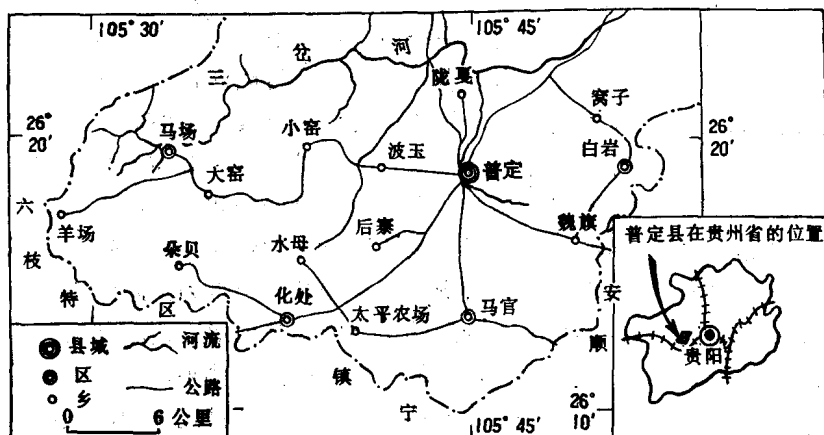 105° 30′
105° 45′
三 岔 河
陇戛
窝子
26° 20′
马场
小窑
波玉
普定
白岩
26° 20′
大窑
六枝特区
羊场
朵贝
水母
后寨
魏旗
化处
太平农场
马官
安顺
镇宁
105° 45′
26° 10′
县城
河流
区
公路
乡
0 6 公里
普定县在贵州省的位置
贵阳